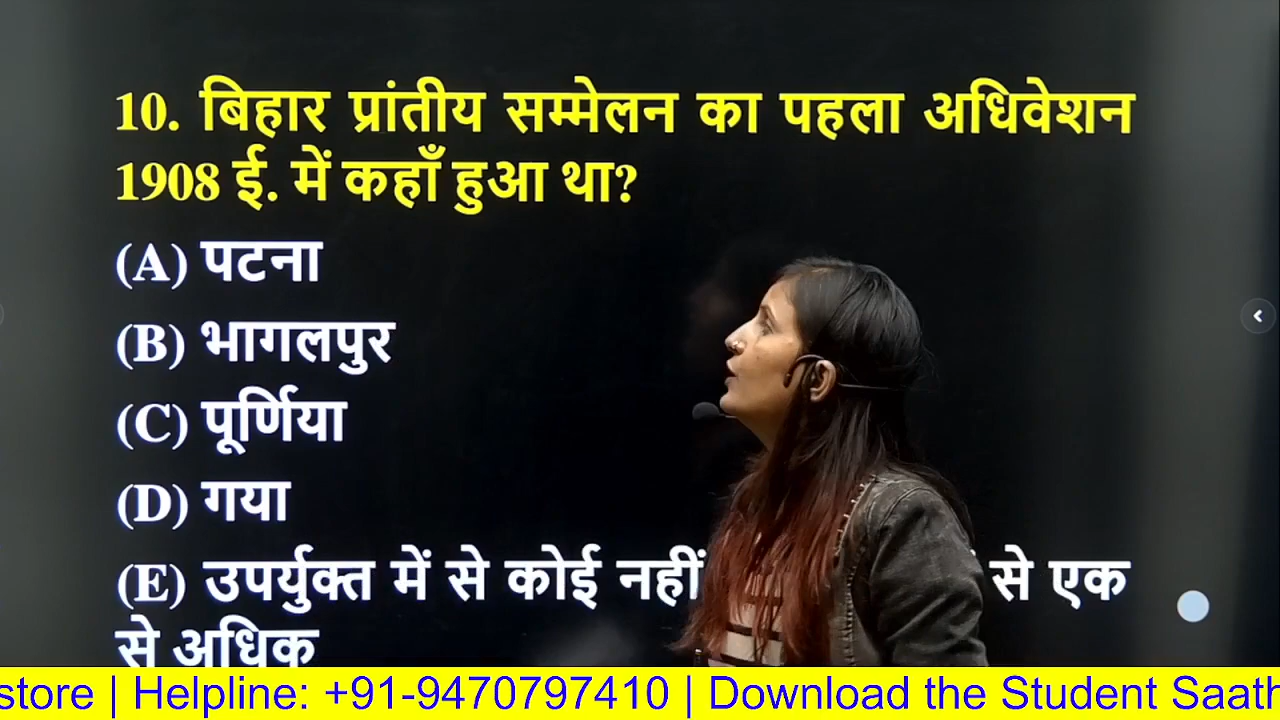 10. बिहार प्रांतीय सम्मेलन का पहला अधिवेशन
1908 ई. में कहाँ हुआ था?
(A) पटना
(B) भागलपुर
(C) पूर्णिया
(D) गया
(E) उपर्युक्त में से कोई नहीं से एक
से अधिक
store | Helpline: +91-9470797410 | Download the Student Saath